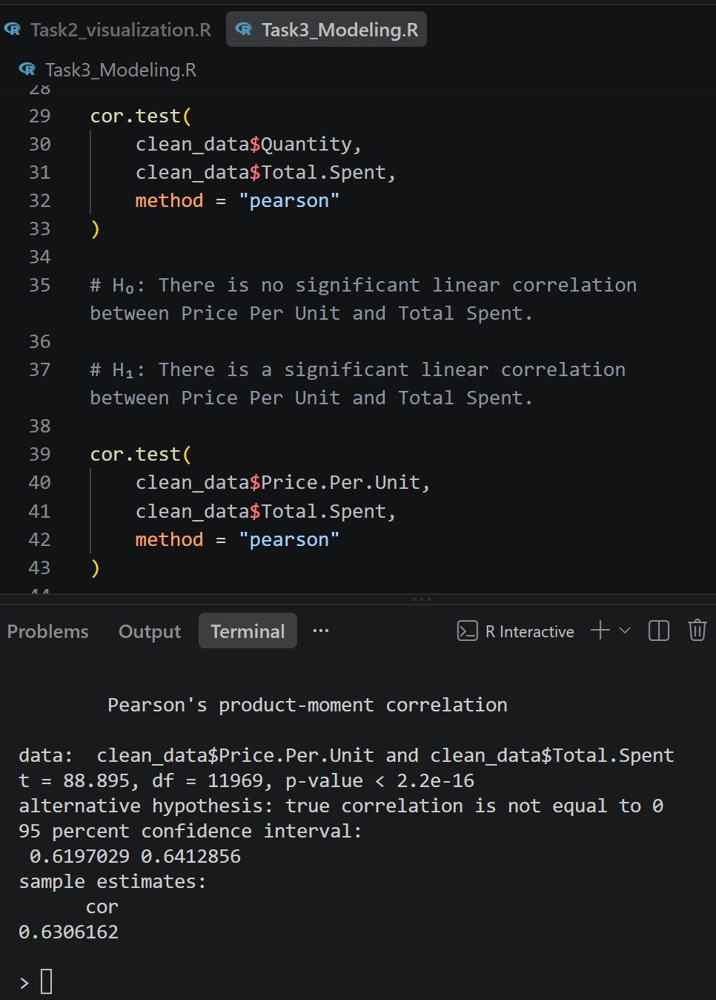 Task2_visualization.R Task3_Modeling.R
Task3_Modeling.R
28
29 cor.test(
30 clean_data$Quantity,
31 clean_data$Total.Spent,
32 method = "pearson"
33 )
34
35 # H₀: There is no significant linear correlation
between Price Per Unit and Total Spent.
36
37 # H₁: There is a significant linear correlation
between Price Per Unit and Total Spent.
38
39 cor.test(
40 clean_data$Price.Per.Unit,
41 clean_data$Total.Spent,
42 method = "pearson"
43 )
44
Problems Output Terminal ··· R Interactive
Pearson's product-moment correlation
data: clean_data$Price.Per.Unit and clean_data$Total.Spent
t = 88.895, df = 11969, p-value < 2.2e-16
alternative hypothesis: true correlation is not equal to 0
95 percent confidence interval:
0.6197029 0.6412856
sample estimates:
cor
0.6306162
>